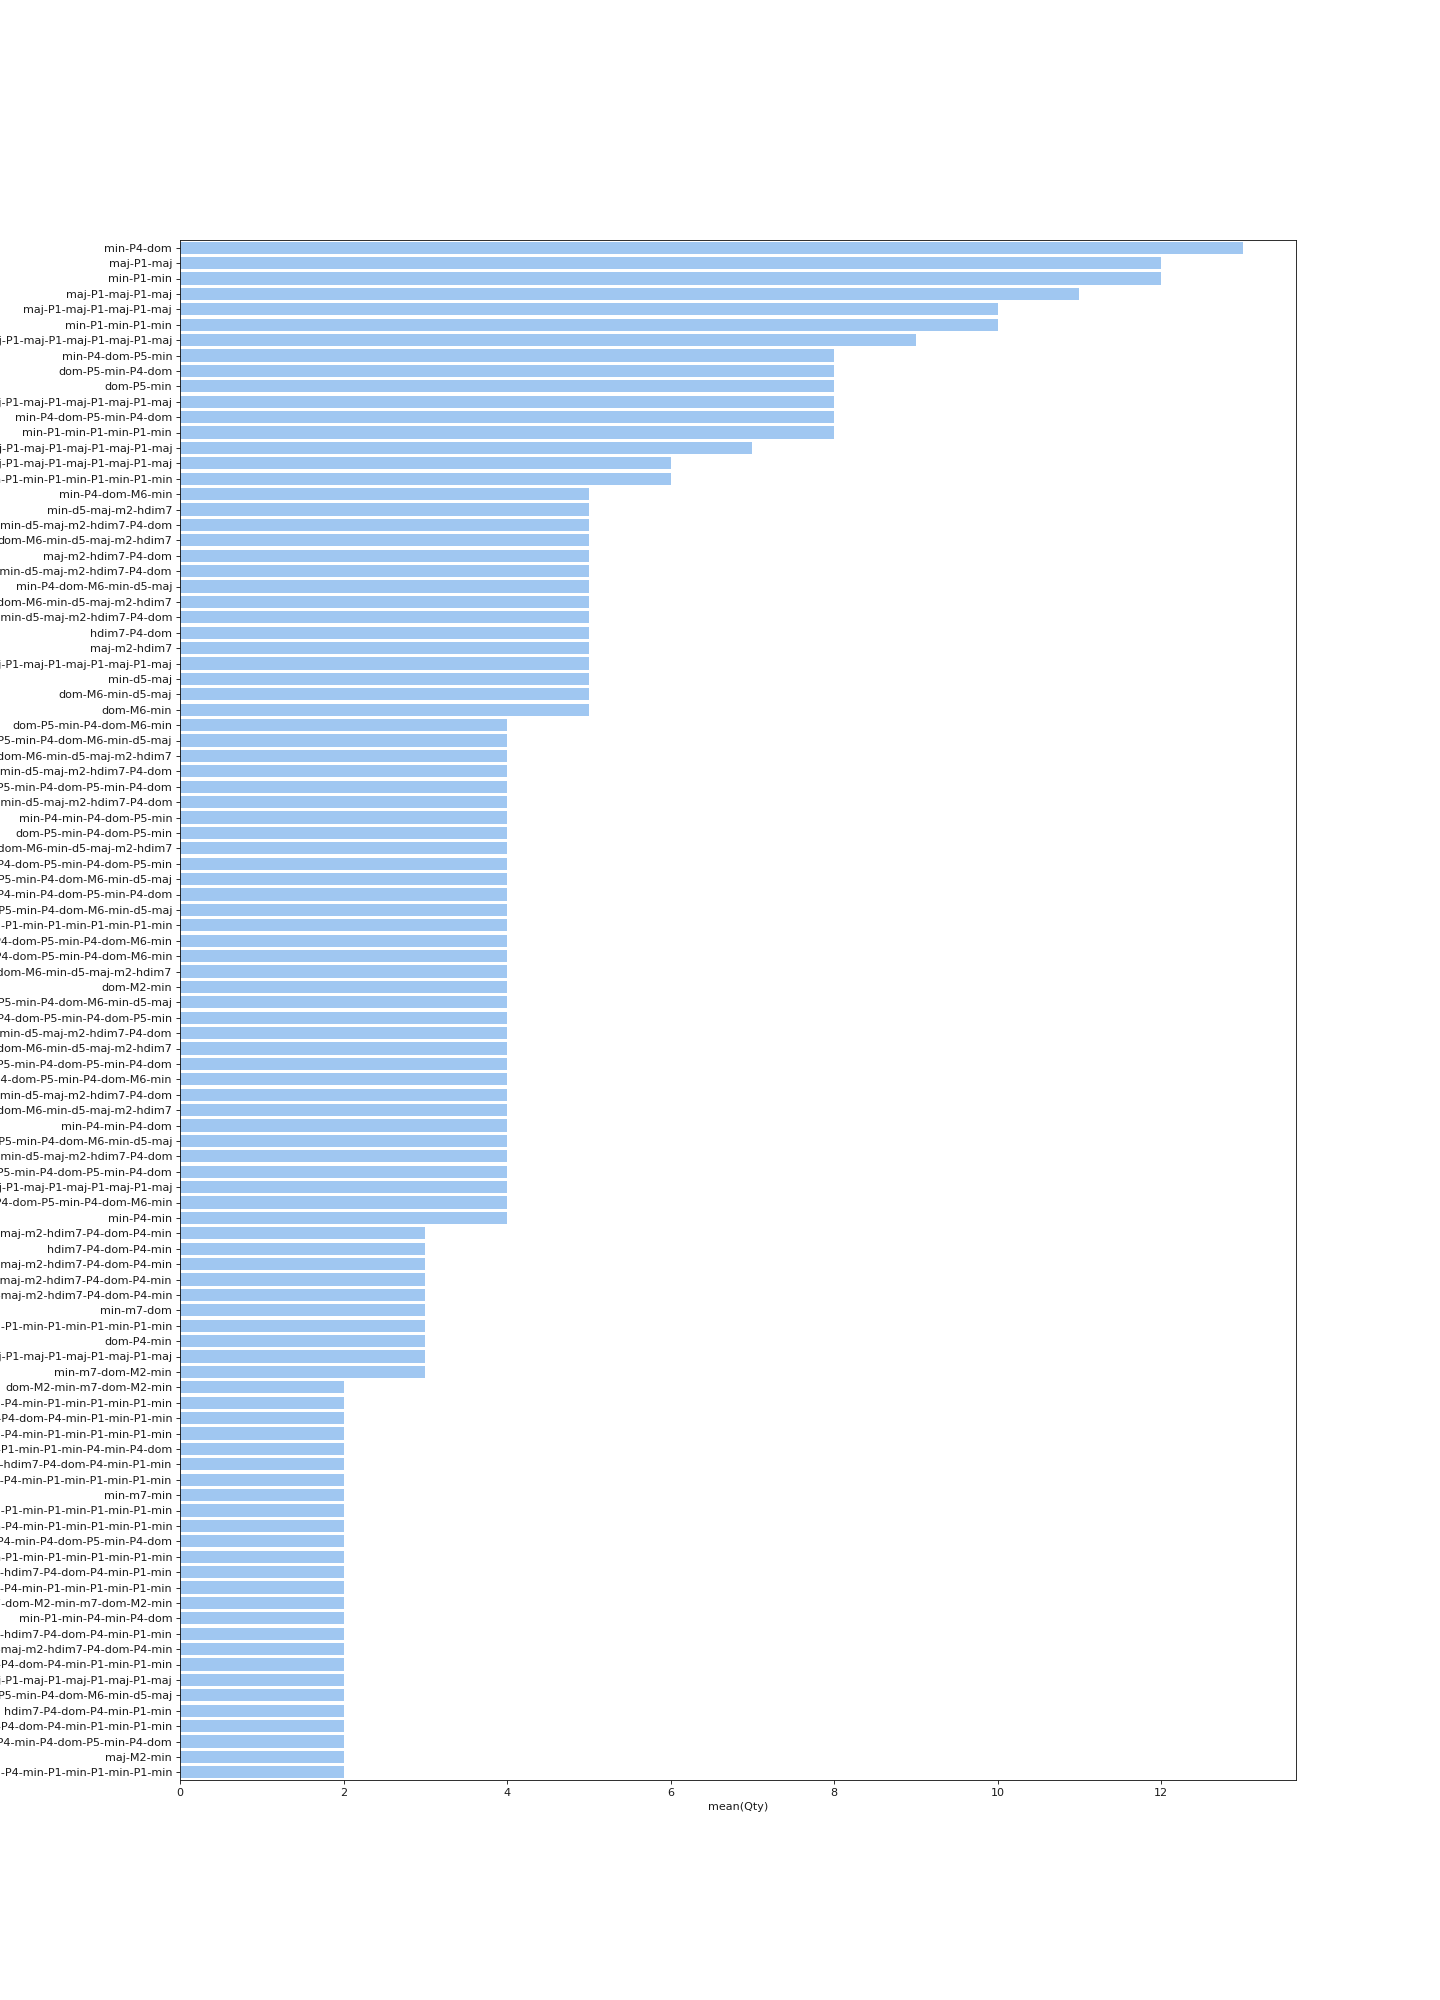 min-P4-dom
maj-P1-maj
min-P1-min
maj-P1-maj-P1-maj
maj-P1-maj-P1-maj-P1-maj
min-P1-min-P1-min
-P1-maj-P1-maj-P1-maj-P1-maj
min-P4-dom-P5-min
dom-P5-min-P4-dom
dom-P5-min
-P1-maj-P1-maj-P1-maj-P1-maj
min-P4-dom-P5-min-P4-dom
min-P1-min-P1-min-P1-min
-P1-maj-P1-maj-P1-maj-P1-maj
-P1-maj-P1-maj-P1-maj-P1-maj
-P1-min-P1-min-P1-min-P1-min
min-P4-dom-M6-min
min-d5-maj-m2-hdim7
min-d5-maj-m2-hdim7-P4-dom
dom-M6-min-d5-maj-m2-hdim7
maj-m2-hdim7-P4-dom
min-d5-maj-m2-hdim7-P4-dom
min-P4-dom-M6-min-d5-maj
dom-M6-min-d5-maj-m2-hdim7
min-d5-maj-m2-hdim7-P4-dom
hdim7-P4-dom
maj-m2-hdim7
-P1-maj-P1-maj-P1-maj-P1-maj
min-d5-maj
dom-M6-min-d5-maj
dom-M6-min
dom-P5-min-P4-dom-M6-min
P5-min-P4-dom-M6-min-d5-maj
dom-M6-min-d5-maj-m2-hdim7
min-d5-maj-m2-hdim7-P4-dom
P5-min-P4-dom-P5-min-P4-dom
min-d5-maj-m2-hdim7-P4-dom
min-P4-min-P4-dom-P5-min
dom-P5-min-P4-dom-P5-min
dom-M6-min-d5-maj-m2-hdim7
P4-dom-P5-min-P4-dom-P5-min
P5-min-P4-dom-M6-min-d5-maj
P4-min-P4-dom-P5-min-P4-dom
P5-min-P4-dom-M6-min-d5-maj
-P1-min-P1-min-P1-min-P1-min
P4-dom-P5-min-P4-dom-M6-min
P4-dom-P5-min-P4-dom-M6-min
dom-M6-min-d5-maj-m2-hdim7
dom-M2-min
P5-min-P4-dom-M6-min-d5-maj
P4-dom-P5-min-P4-dom-P5-min
min-d5-maj-m2-hdim7-P4-dom
dom-M6-min-d5-maj-m2-hdim7
P5-min-P4-dom-P5-min-P4-dom
4-dom-P5-min-P4-dom-M6-min
min-d5-maj-m2-hdim7-P4-dom
dom-M6-min-d5-maj-m2-hdim7
min-P4-min-P4-dom
P5-min-P4-dom-M6-min-d5-maj
min-d5-maj-m2-hdim7-P4-dom
P5-min-P4-dom-P5-min-P4-dom
-P1-maj-P1-maj-P1-maj-P1-maj
P4-dom-P5-min-P4-dom-M6-min
min-P4-min
maj-m2-hdim7-P4-dom-P4-min
hdim7-P4-dom-P4-min
maj-m2-hdim7-P4-dom-P4-min
maj-m2-hdim7-P4-dom-P4-min
maj-m2-hdim7-P4-dom-P4-min
min-m7-dom
-P1-min-P1-min-P1-min-P1-min
dom-P4-min
-P1-maj-P1-maj-P1-maj-P1-maj
min-m7-dom-M2-min
dom-M2-min-m7-dom-M2-min
-P4-min-P1-min-P1-min-P1-min
-P4-dom-P4-min-P1-min-P1-min
-P4-min-P1-min-P1-min-P1-min
P1-min-P1-min-P4-min-P4-dom
-hdim7-P4-dom-P4-min-P1-min
-P4-min-P1-min-P1-min-P1-min
min-m7-min
-P1-min-P1-min-P1-min-P1-min
-P4-min-P1-min-P1-min-P1-min
P4-min-P4-dom-P5-min-P4-dom
-P1-min-P1-min-P1-min-P1-min
-hdim7-P4-dom-P4-min-P1-min
-P4-min-P1-min-P1-min-P1-min
-dom-M2-min-m7-dom-M2-min
min-P1-min-P4-min-P4-dom
-hdim7-P4-dom-P4-min-P1-min
maj-m2-hdim7-P4-dom-P4-min
-P4-dom-P4-min-P1-min-P1-min
-P1-maj-P1-maj-P1-maj-P1-maj
P5-min-P4-dom-M6-min-d5-maj
hdim7-P4-dom-P4-min-P1-min
-P4-dom-P4-min-P1-min-P1-min
P4-min-P4-dom-P5-min-P4-dom
maj-M2-min
-P4-min-P1-min-P1-min-P1-min
0 2 4 6 8 10 12
mean(Qty)